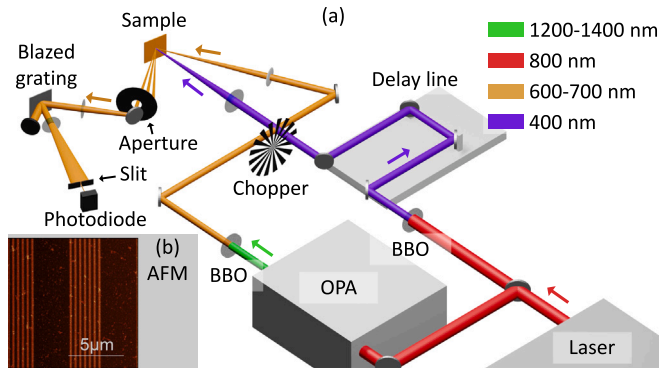 (a)
Sample
1200-1400 nm
800 nm
600-700 nm
400 nm
Blazed
grating
Delay line
Aperture
Slit
Chopper
Photodiode
BBO
BBO
(b)
AFM
5μm
OPA
Laser